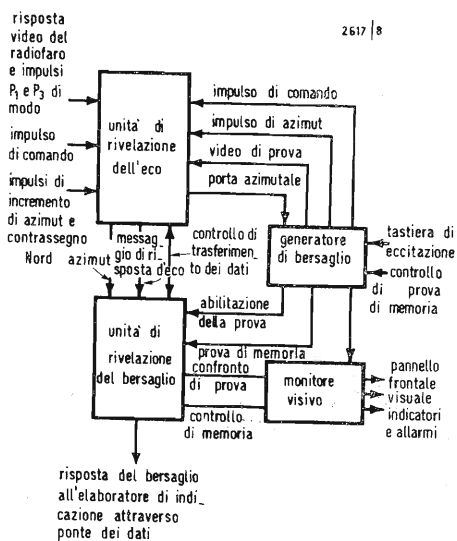 risposta
video del
radiofaro
e impulsi
P1 e P3 di
modo
2617/8
impulso
di comando
impulsi di
incremento
di azimut e
contrassegno
Nord
unita' di
rivelazione
dell'eco
impulso di comando
impulso di azimut
video di prova
porta azimutale
azimut
messag_
gio di ri_
sposta d'eco
controllo di
trasferimen_
to dei dati
generatore
di bersaglio
tastiera di
eccitazione
controllo
di prova
di memoria
unita' di
rivelazione
del bersaglio
abilitazione
della prova
prova di memoria
confronto
di prova
controllo
di memoria
monitore
visivo
pannello
frontale
visuale
indicatori
e allarmi
risposta del bersaglio
all'elaboratore di indi_
cazione attraverso
ponte dei dati